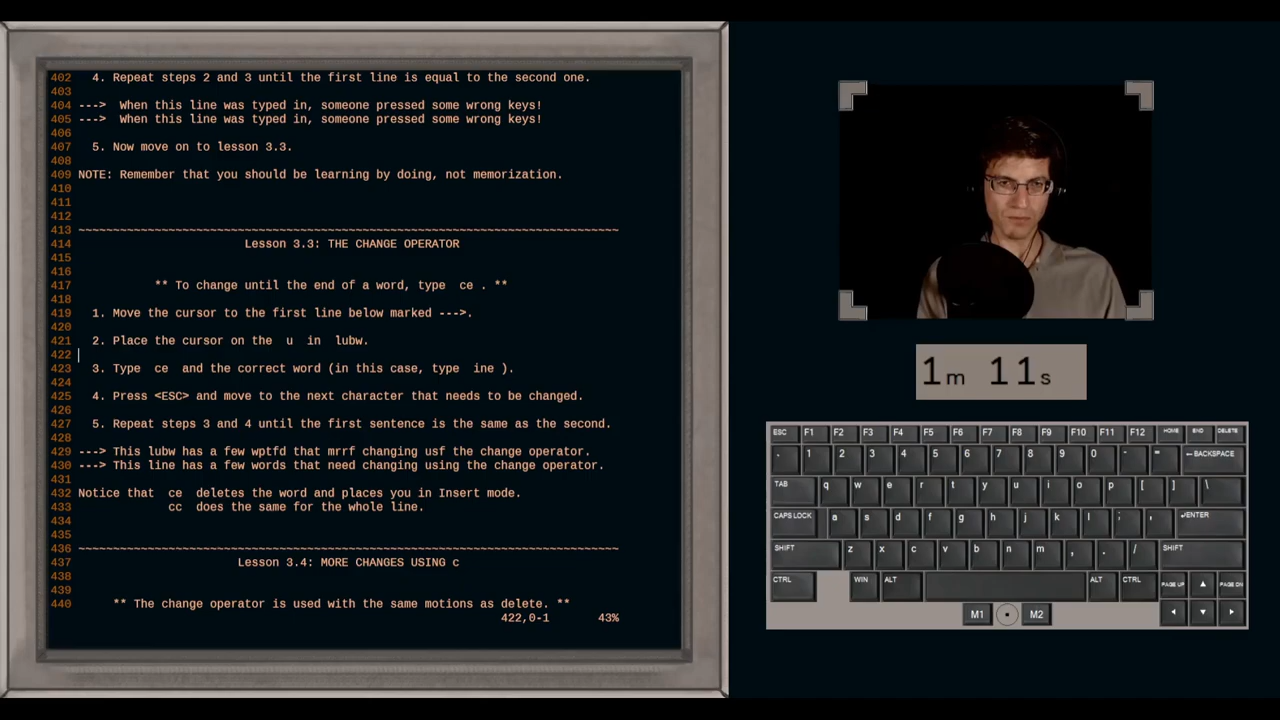 402  4. Repeat steps 2 and 3 until the first line is equal to the second one.
403
404 --->  When this line was typed in, someone pressed some wrong keys!
405 --->  When this line was typed in, someone pressed some wrong keys!
406
407  5. Now move on to lesson 3.3.
408
409 NOTE: Remember that you should be learning by doing, not memorization.
410
411
412
413 ~~~~~~~~~~~~~~~~~~~~~~~~~~~~~~~~~~~~~~~~~~~~~~~~~~~~~~~~~~~~~~~~~~~~~~~~~~~~~~
414 Lesson 3.3: THE CHANGE OPERATOR
415
416
417 ** To change until the end of a word, type  ce . **
418
419  1. Move the cursor to the first line below marked --->.
420
421  2. Place the cursor on the  u  in  lubw.
422
423  3. Type  ce  and the correct word (in this case, type  ine ).
424
425  4. Press <ESC> and move to the next character that needs to be changed.
426
427  5. Repeat steps 3 and 4 until the first sentence is the same as the second.
428
429 ---> This lubw has a few wptfd that mrrf changing usf the change operator.
430 ---> This line has a few words that need changing using the change operator.
431
432 Notice that  ce  deletes the word and places you in Insert mode.
433 cc  does the same for the whole line.
434
435
436 ~~~~~~~~~~~~~~~~~~~~~~~~~~~~~~~~~~~~~~~~~~~~~~~~~~~~~~~~~~~~~~~~~~~~~~~~~~~~~~
437 Lesson 3.4: MORE CHANGES USING c
438
439
440 ** The change operator is used with the same motions as delete. **
422,0-1 43%
1m 11s
ESC F1 F2 F3 F4 F5 F6 F7 F8 F9 F10 F11 F12 HOME END DELETE
1 2 3 4 5 6 7 8 9 0 - = ←BACKSPACE
TAB q w e r t y u i o p [ ] \
CAPS LOCK a s d f g h j k l ; ↵ENTER
SHIFT z x c v b n m , . / SHIFT
CTRL WIN ALT ALT CTRL PAGE UP ▲ PAGE DN
M1 M2 ◄ ▼ ►